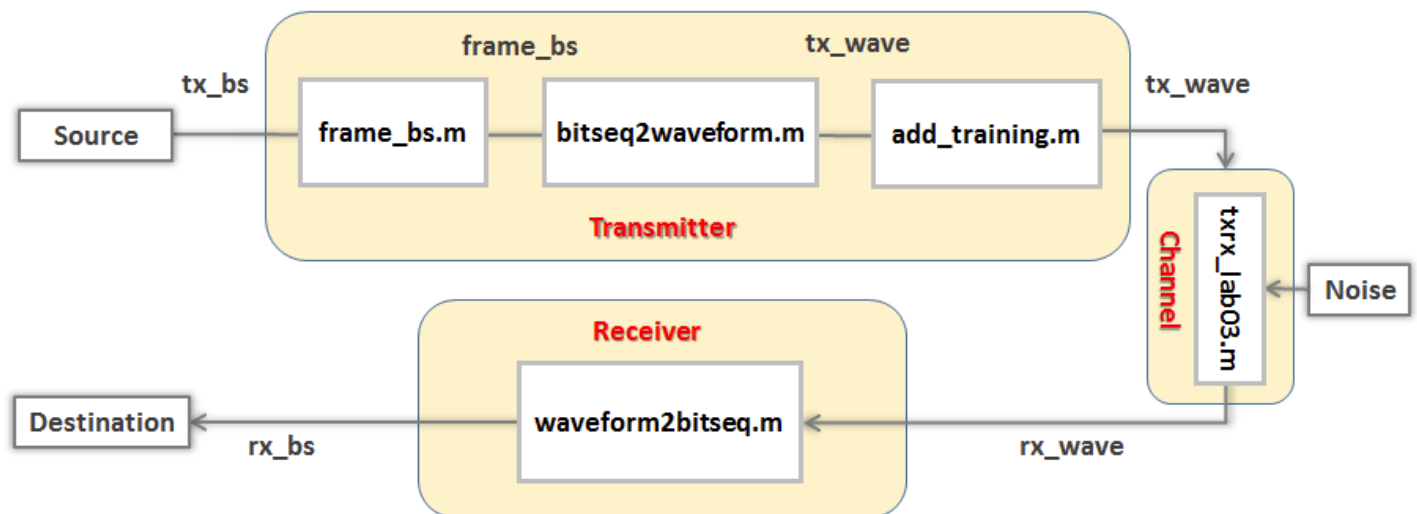 frame_bs
tx_wave
tx_bs
tx_wave
Source
frame_bs.m
bitseq2waveform.m
add_training.m
Transmitter
Channel
txrx_lab03.m
Noise
Receiver
Destination
waveform2bitseq.m
rx_bs
rx_wave